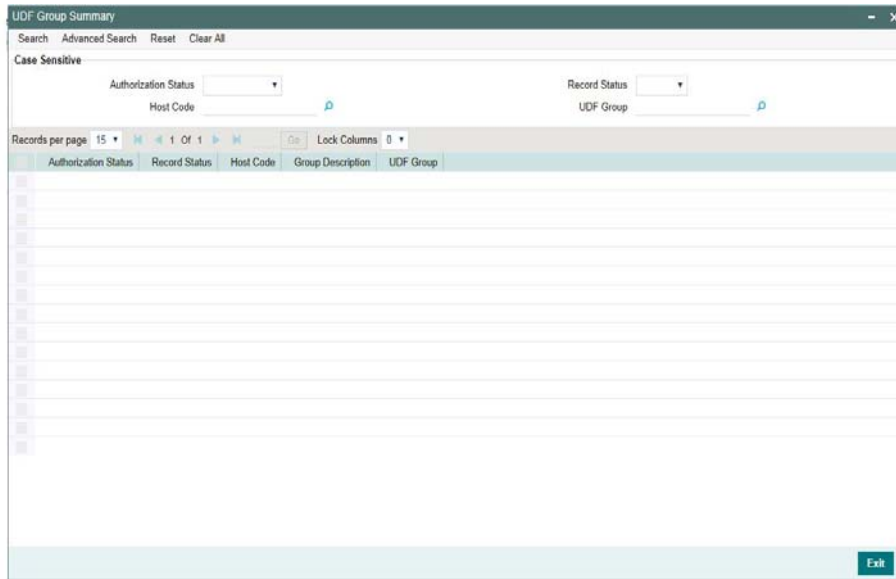 UDF Group Summary
Search Advanced Search Reset Clear All
Case Sensitive
Authorization Status Record Status
Host Code UDF Group
Records per page 15 1 Of 1 Go Lock Columns 0
Authorization Status Record Status Host Code Group Description UDF Group
Exit